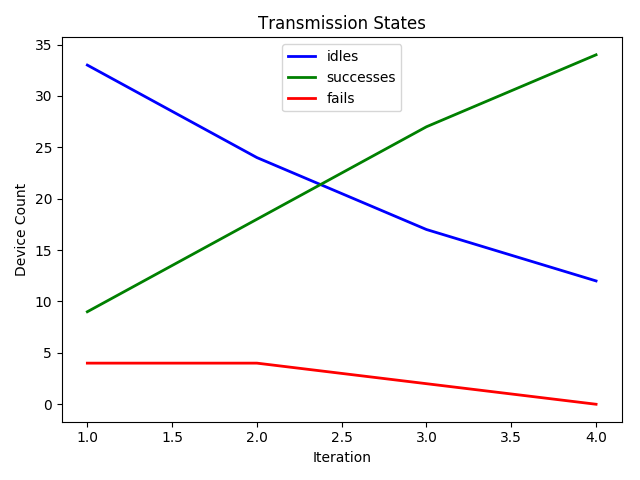 Transmission States
idles
successes
fails
Device Count
35
30
25
20
15
10
5
0
1.0 1.5 2.0 2.5 3.0 3.5 4.0
Iteration